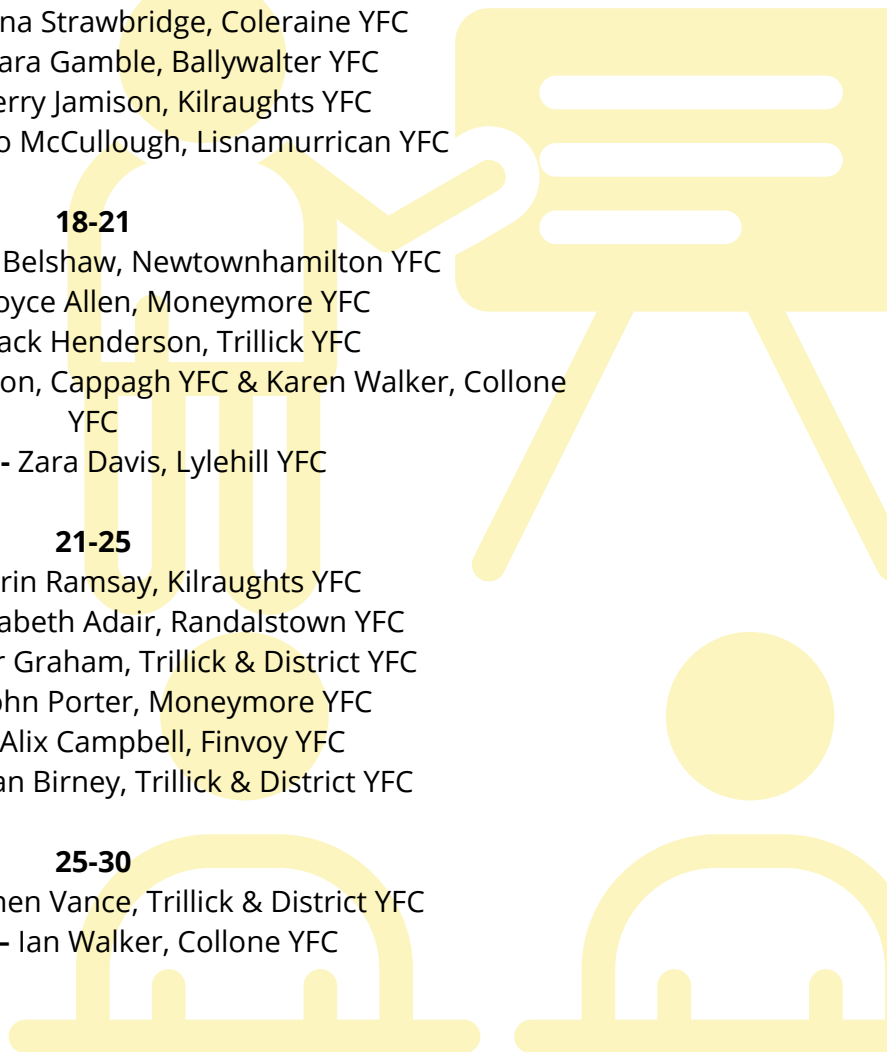 na Strawbridge, Coleraine YFC
ara Gamble, Ballywalter YFC
erry Jamison, Kilraughts YFC
o McCullough, Lisnamurrican YFC
18-21
Belshaw, Newtownhamilton YFC
oyce Allen, Moneymore YFC
ack Henderson, Trillick YFC
on, Cappagh YFC & Karen Walker, Collone
YFC
- Zara Davis, Lylehill YFC
21-25
rin Ramsay, Kilraughts YFC
abeth Adair, Randalstown YFC
r Graham, Trillick & District YFC
ohn Porter, Moneymore YFC
Alix Campbell, Finvoy YFC
an Birney, Trillick & District YFC
25-30
hen Vance, Trillick & District YFC
- Ian Walker, Collone YFC